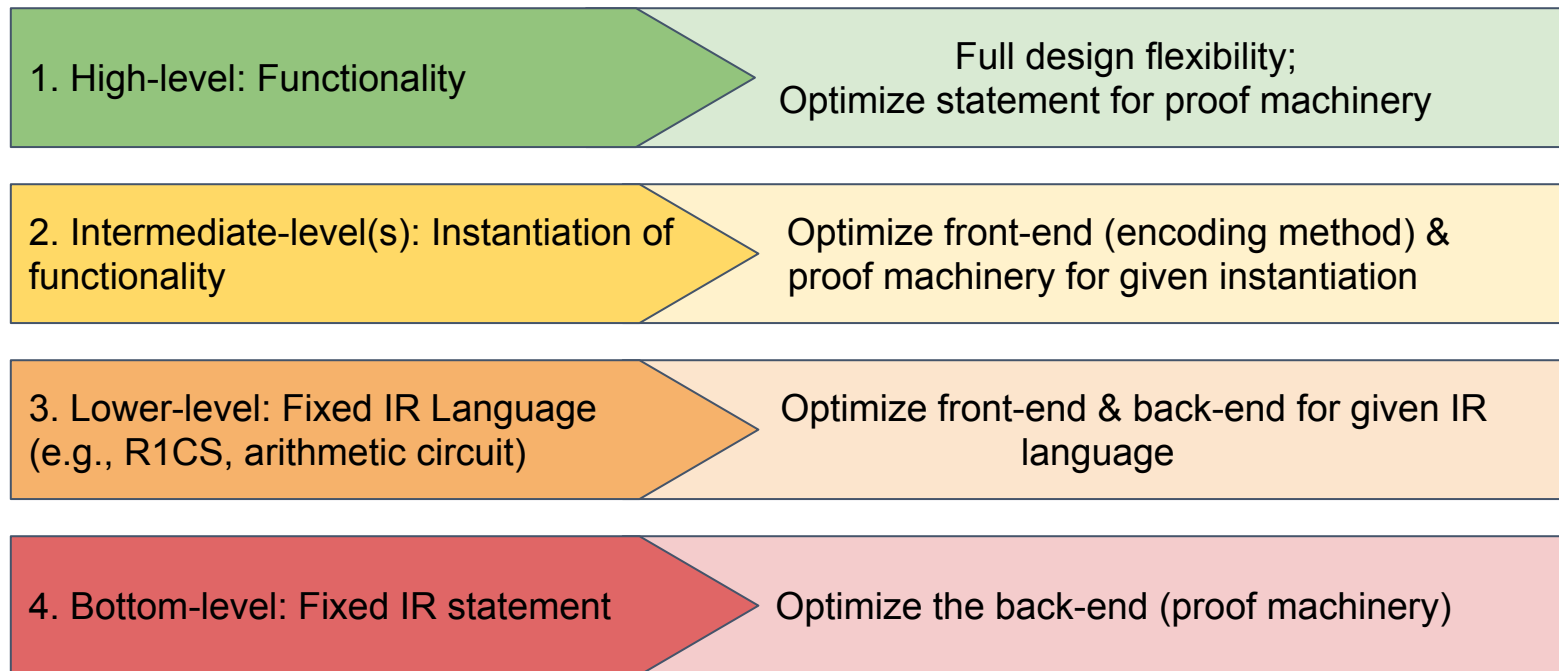 1. High-level: Functionality
Full design flexibility;
Optimize statement for proof machinery
2. Intermediate-level(s): Instantiation of
functionality
Optimize front-end (encoding method) &
proof machinery for given instantiation
3. Lower-level: Fixed IR Language
(e.g., R1CS, arithmetic circuit)
Optimize front-end & back-end for given IR
language
4. Bottom-level: Fixed IR statement
Optimize the back-end (proof machinery)